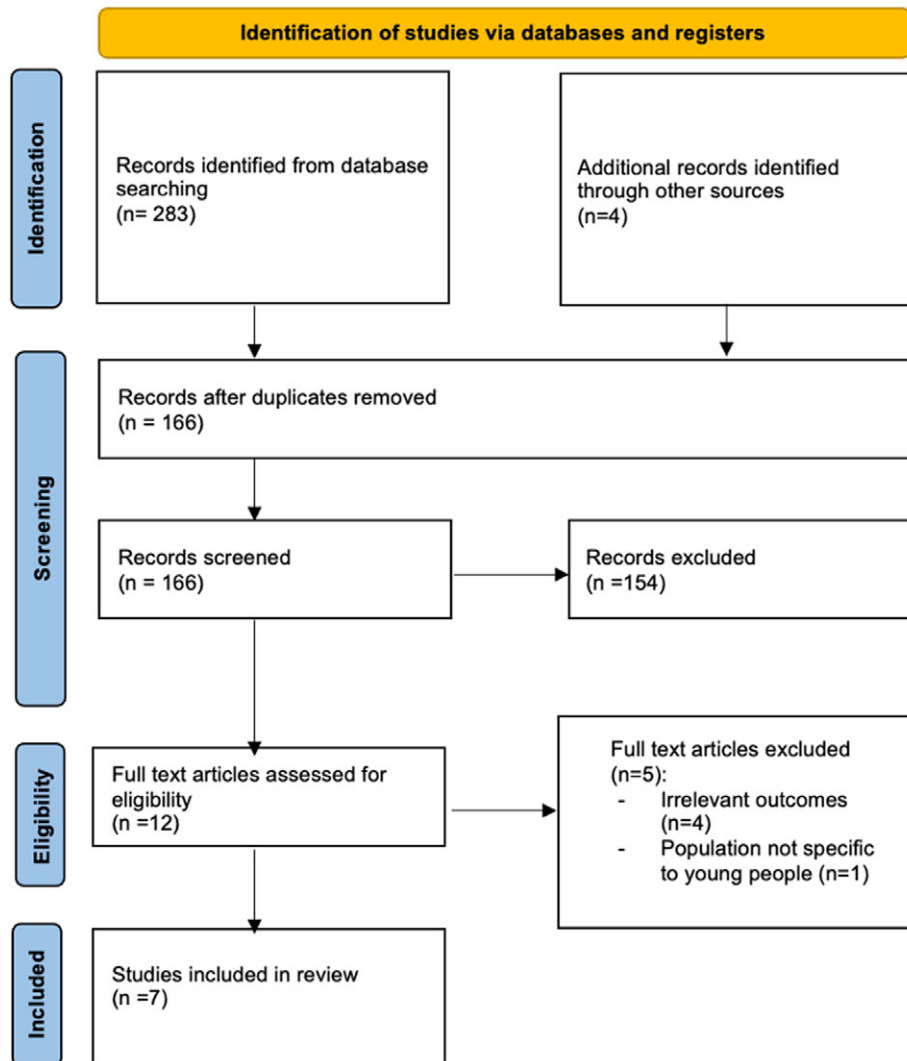 Identification of studies via databases and registers
Identification
Records identified from database
searching
(n= 283)
Additional records identified
through other sources
(n=4)
Screening
Records after duplicates removed
(n = 166)
Records screened
(n = 166)
Records excluded
(n =154)
Eligibility
Full text articles assessed for
eligibility
(n =12)
Full text articles excluded
(n=5):
- Irrelevant outcomes
(n=4)
- Population not specific
to young people (n=1)
Included
Studies included in review
(n =7)